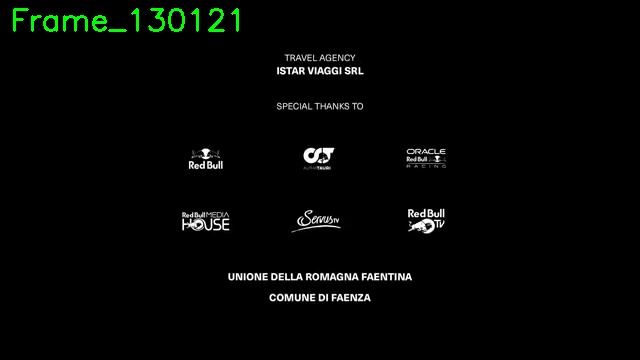 Frame_130121
TRAVEL AGENCY
ISTAR VIAGGI SRL
SPECIAL THANKS TO
Red Bull
ALPHATAURI
ORACLE
Red Bull
RACING
Red Bull MEDIA
HOUSE
ServusTV
Red Bull
TV
UNIONE DELLA ROMAGNA FAENTINA
COMUNE DI FAENZA